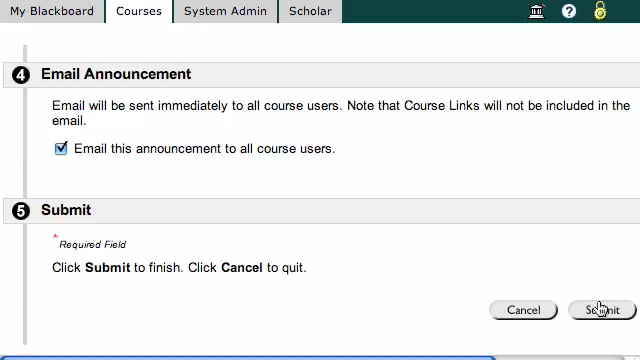 My Blackboard Courses System Admin Scholar ?
4 Email Announcement
Email will be sent immediately to all course users. Note that Course Links will not be included in the
email.
Email this announcement to all course users.
5 Submit
* Required Field
Click Submit to finish. Click Cancel to quit.
Cancel Submit